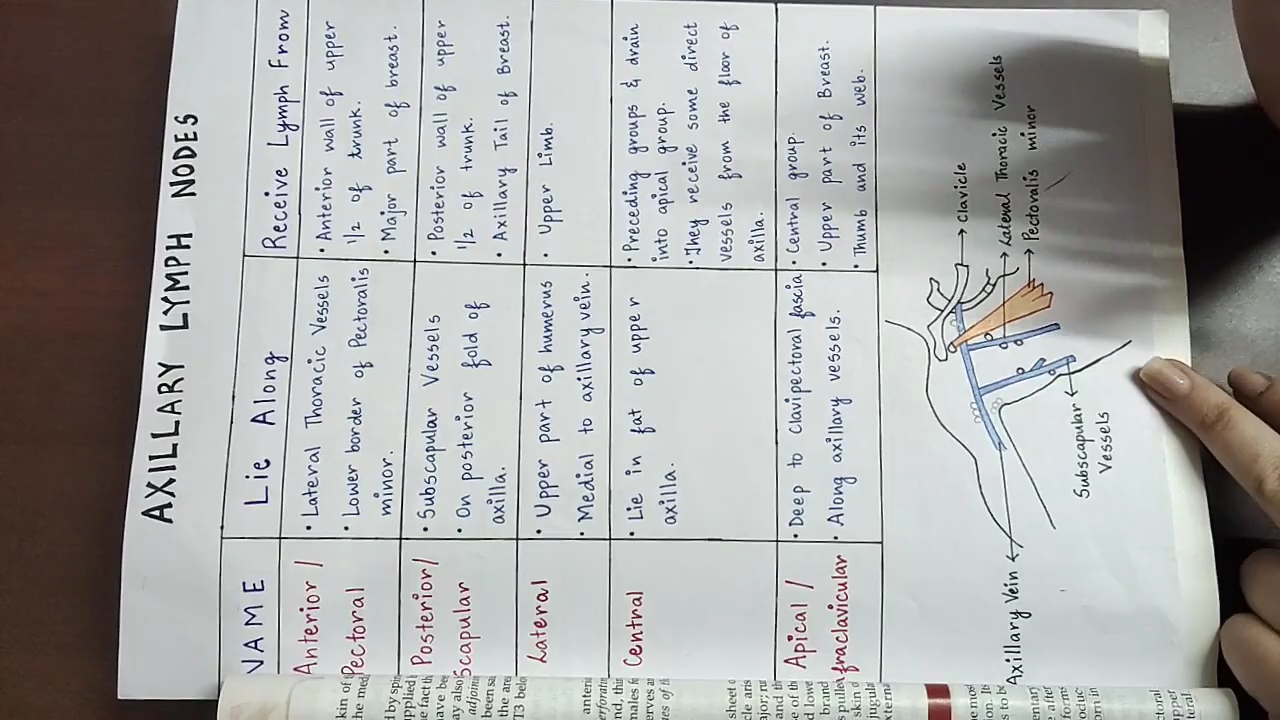 AXILLARY LYMPH NODES
NAME
Lie Along
Receive Lymph From
Anterior /
Pectoral
• Lateral Thoracic Vessels
• Lower border of Pectoralis
minor.
• Anterior wall of upper
1/2 of trunk.
• Major part of breast.
Posterior/
Scapular
• Subscapular Vessels
• On posterior fold of
axilla.
• Posterior wall of upper
1/2 of trunk.
• Axillary Tail of Breast.
Lateral
• Upper part of humerus
• Medial to axillary vein.
• Upper Limb.
Central
• Lie in fat of upper
axilla.
• Preceding groups & drain
into apical group.
• They receive some direct
vessels from the floor of
axilla.
Apical /
fraclavicular
• Deep to clavipectoral fascia
• Along axillary vessels.
• Central group.
• Upper part of Breast.
• Thumb and its web.
clavicle
Lateral Thoracic Vessels
Pectoralis minor
Subscapular
Vessels
Axillary Vein